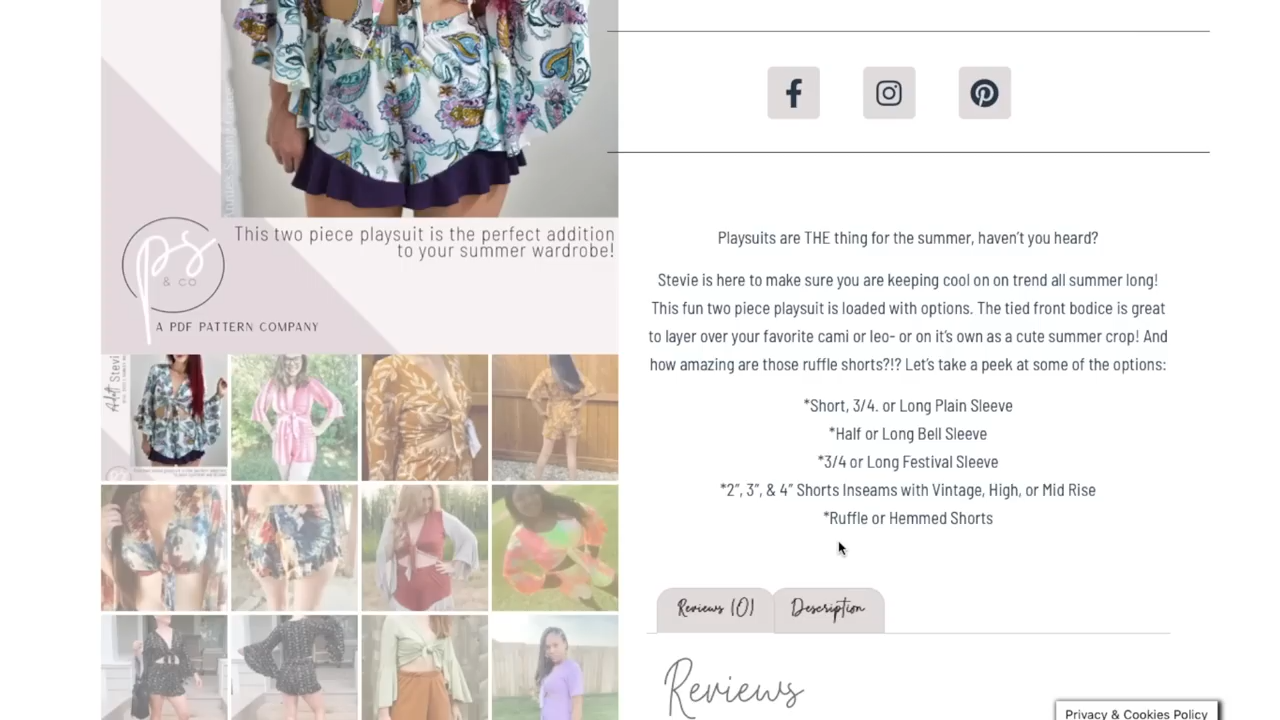 This two piece playsuit is the perfect addition
to your summer wardrobe!
ps
& CO
A PDF PATTERN COMPANY
Playsuits are THE thing for the summer, haven't you heard?
Stevie is here to make sure you are keeping cool on on trend all summer long!
This fun two piece playsuit is loaded with options. The tied front bodice is great
to layer over your favorite cami or leo- or on it's own as a cute summer crop! And
how amazing are those ruffle shorts?!? Let's take a peek at some of the options:
*Short, 3/4. or Long Plain Sleeve
*Half or Long Bell Sleeve
*3/4 or Long Festival Sleeve
*2", 3", & 4" Shorts Inseams with Vintage, High, or Mid Rise
*Ruffle or Hemmed Shorts
Reviews (0)
Description
Reviews
Privacy & Cookies Policy